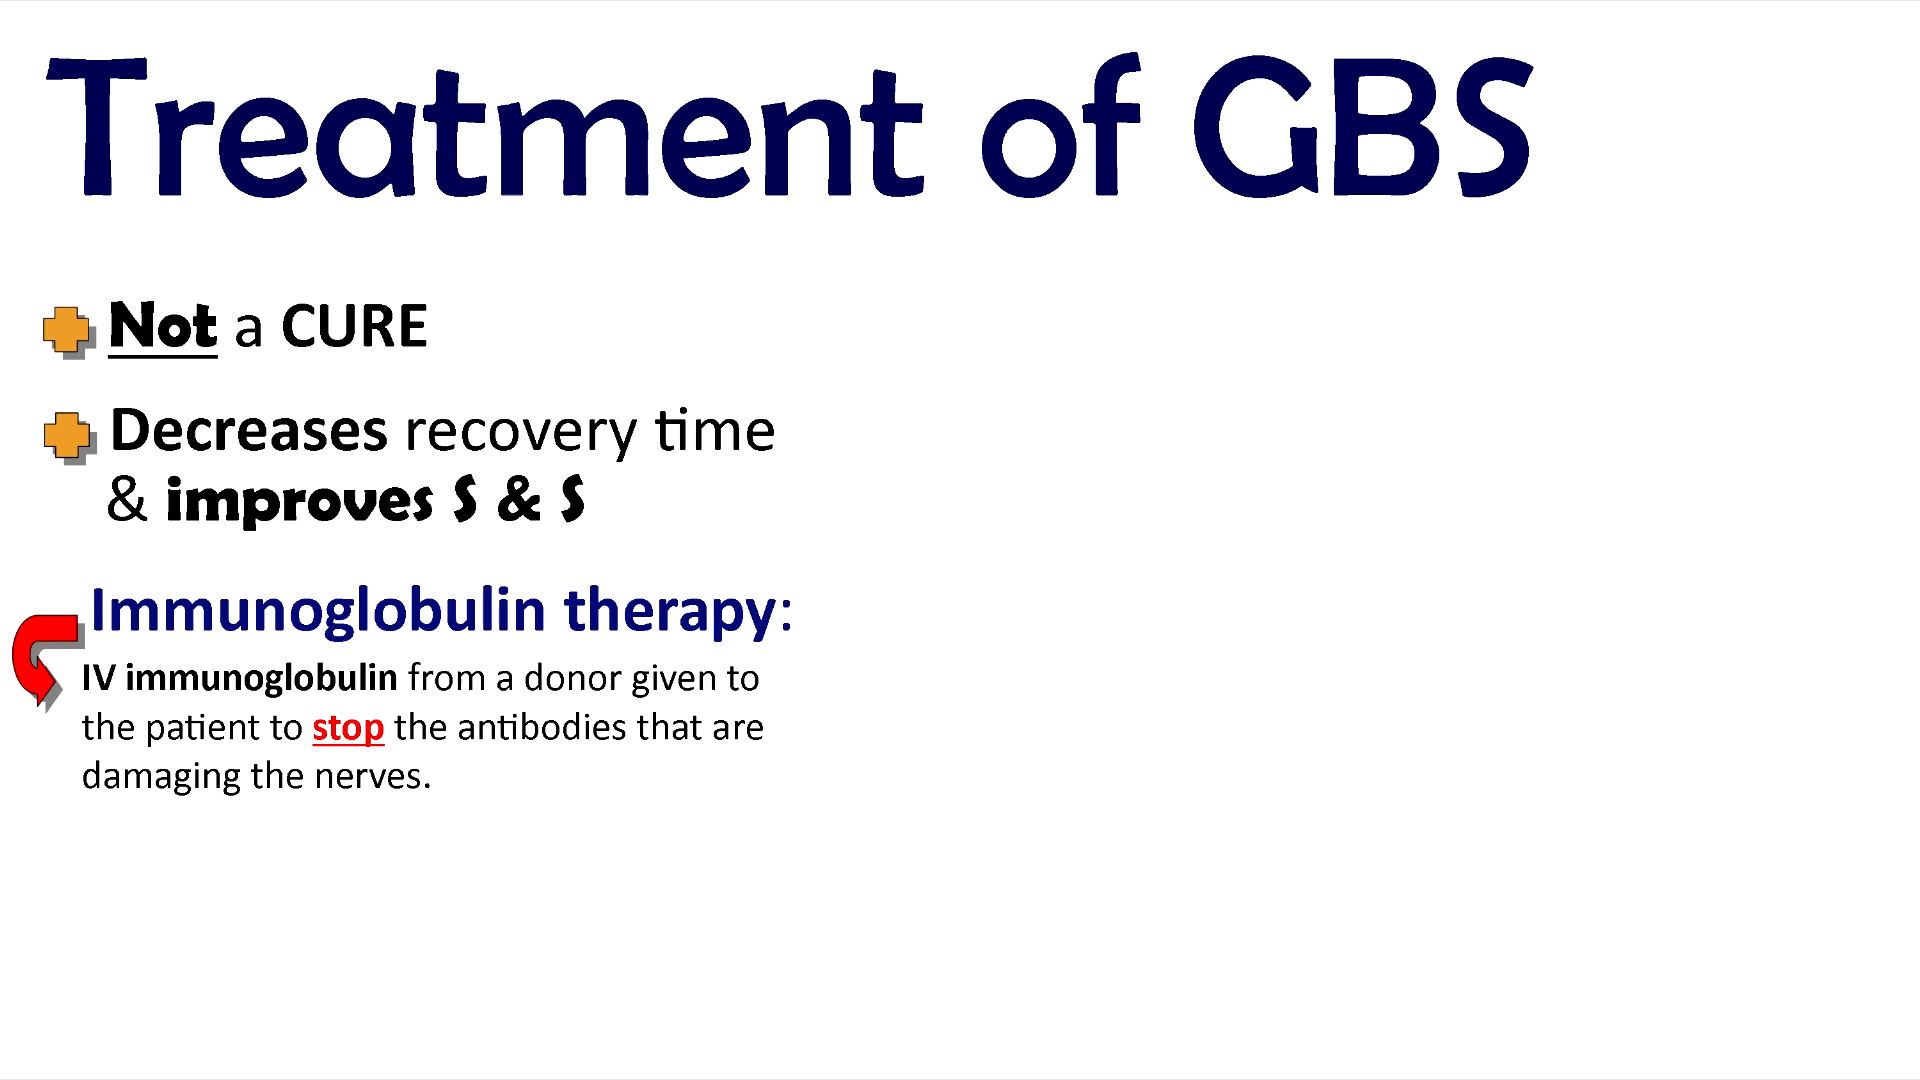 Treatment of GBS
Not a CURE
Decreases recovery time
& improves S & S
Immunoglobulin therapy:
IV immunoglobulin from a donor given to
the patient to stop the antibodies that are
damaging the nerves.